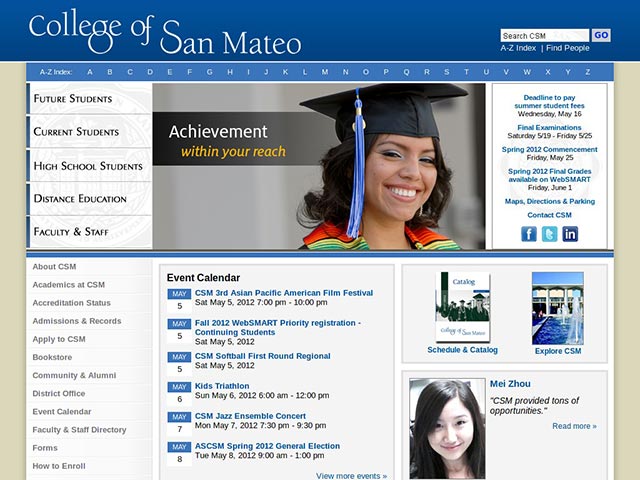 College of San Mateo
Search CSM
GO
A-Z Index | Find People
A-Z Index: A B C D E F G H I J K L M N O P Q R S T U V W X Y Z
Future Students
Current Students
High School Students
Distance Education
Faculty & Staff
Achievement
within your reach
Deadline to pay
summer student fees
Wednesday, May 16
Final Examinations
Saturday 5/19 - Friday 5/25
Spring 2012 Commencement
Friday, May 25
Spring 2012 Final Grades
available on WebSMART
Friday, June 1
Maps, Directions & Parking
Contact CSM
About CSM
Academics at CSM
Accreditation Status
Admissions & Records
Apply to CSM
Bookstore
Community & Alumni
District Office
Event Calendar
Faculty & Staff Directory
Forms
How to Enroll
Event Calendar
MAY
5
CSM 3rd Asian Pacific American Film Festival
Sat May 5, 2012 7:00 pm - 10:00 pm
MAY
5
Fall 2012 WebSMART Priority registration -
Continuing Students
Sat May 5, 2012
MAY
5
CSM Softball First Round Regional
Sat May 5, 2012
MAY
6
Kids Triathlon
Sun May 6, 2012 6:00 am - 12:00 pm
MAY
7
CSM Jazz Ensemble Concert
Mon May 7, 2012 7:30 pm - 9:30 pm
MAY
8
ASCSM Spring 2012 General Election
Tue May 8, 2012 9:00 am - 1:00 pm
View more events »
Catalog
College of San Mateo
Schedule & Catalog
Explore CSM
Mei Zhou
"CSM provided tons of
opportunities."
Read more »